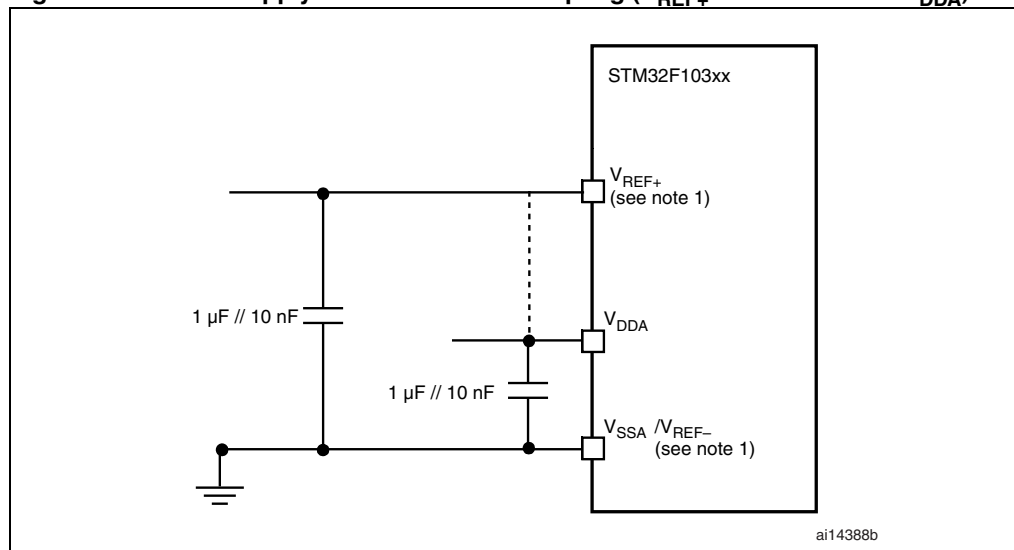 STM32F103xx
VREF+
(see note 1)
1 µF // 10 nF
VDDA
1 µF // 10 nF
VSSA /VREF–
(see note 1)
ai14388b